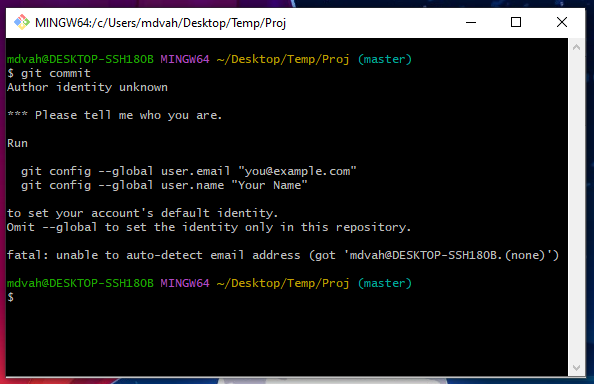 MINGW64:/c/Users/mdvah/Desktop/Temp/Proj
mdvah@DESKTOP-SSH18OB MINGW64 ~/Desktop/Temp/Proj (master)
$ git commit
Author identity unknown
*** Please tell me who you are.
Run
git config --global user.email "you@example.com"
git config --global user.name "Your Name"
to set your account's default identity.
Omit --global to set the identity only in this repository.
fatal: unable to auto-detect email address (got 'mdvah@DESKTOP-SSH18OB.(none)')
mdvah@DESKTOP-SSH18OB MINGW64 ~/Desktop/Temp/Proj (master)
$